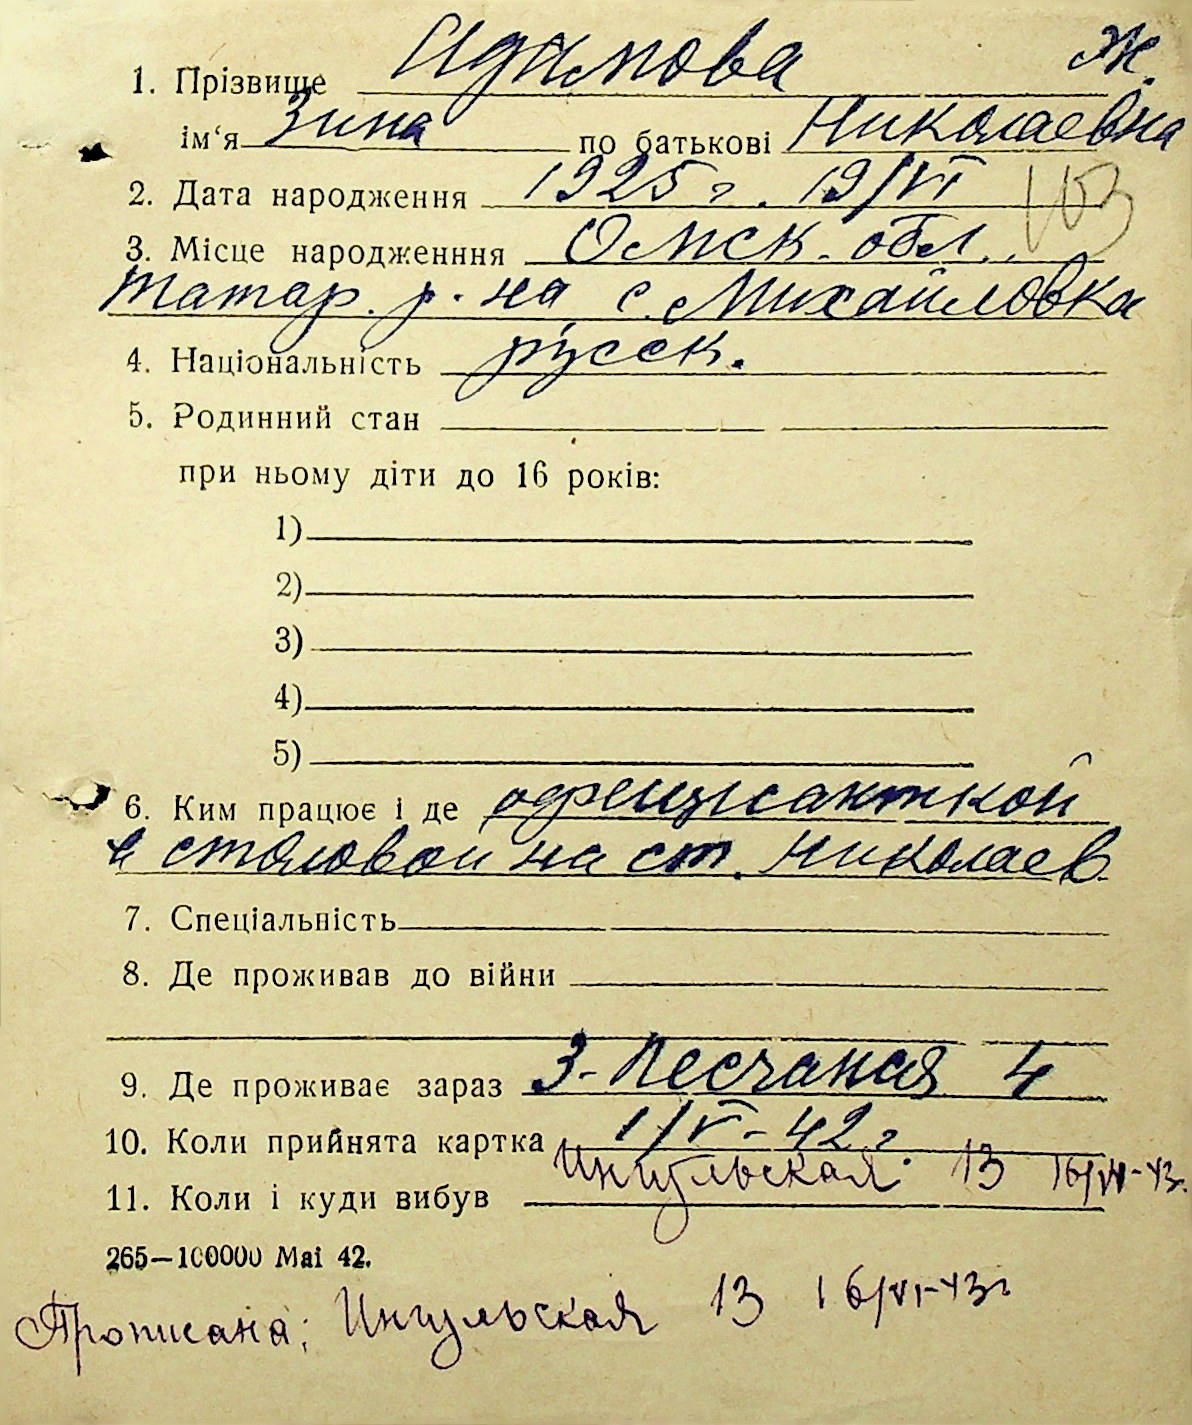 1. Прізвище Адамова Ж.
ім‘я Зина по батькові Николаевна
2. Дата народження 1925 г. 19/VI 103
3. Місце народженння Омск. обл.
татар. р-на, с. Михайловка
4. Національність русск.
5. Родинний стан
при ньому діти до 16 років:
1)
2)
3)
4)
5)
6. Ким працює і де официанткой
в столовой на ст. Николаев
7. Спеціальність
8. Де проживав до війни
9. Де проживає зараз 3-Песчаная 4
10. Коли прийнята картка 1/V-42 г.
11. Коли і куди вибув Ингульская 13 16/VI-43г.
265—100000 Mai 42.
Прописана: Ингульская 13 16/VI-43г